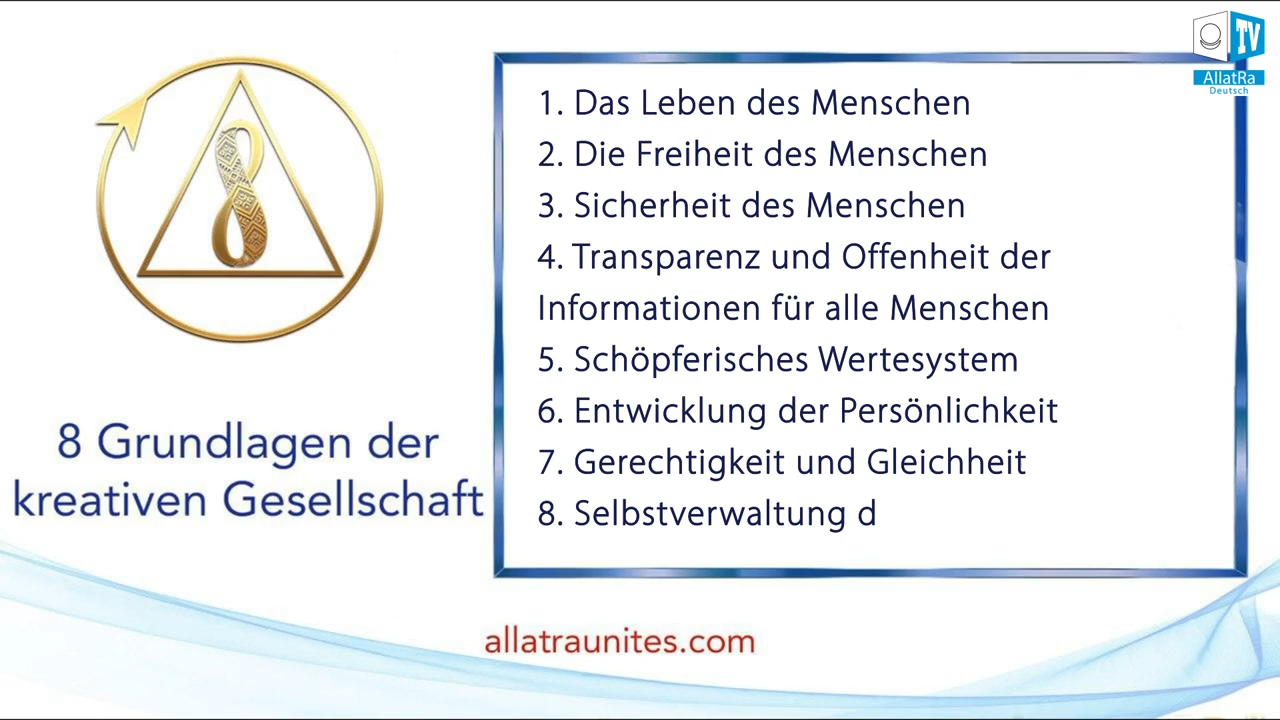 TV
AllatRa
Deutsch
8 Grundlagen der
kreativen Gesellschaft
1. Das Leben des Menschen
2. Die Freiheit des Menschen
3. Sicherheit des Menschen
4. Transparenz und Offenheit der
Informationen für alle Menschen
5. Schöpferisches Wertesystem
6. Entwicklung der Persönlichkeit
7. Gerechtigkeit und Gleichheit
8. Selbstverwaltung d
allatraunites.com